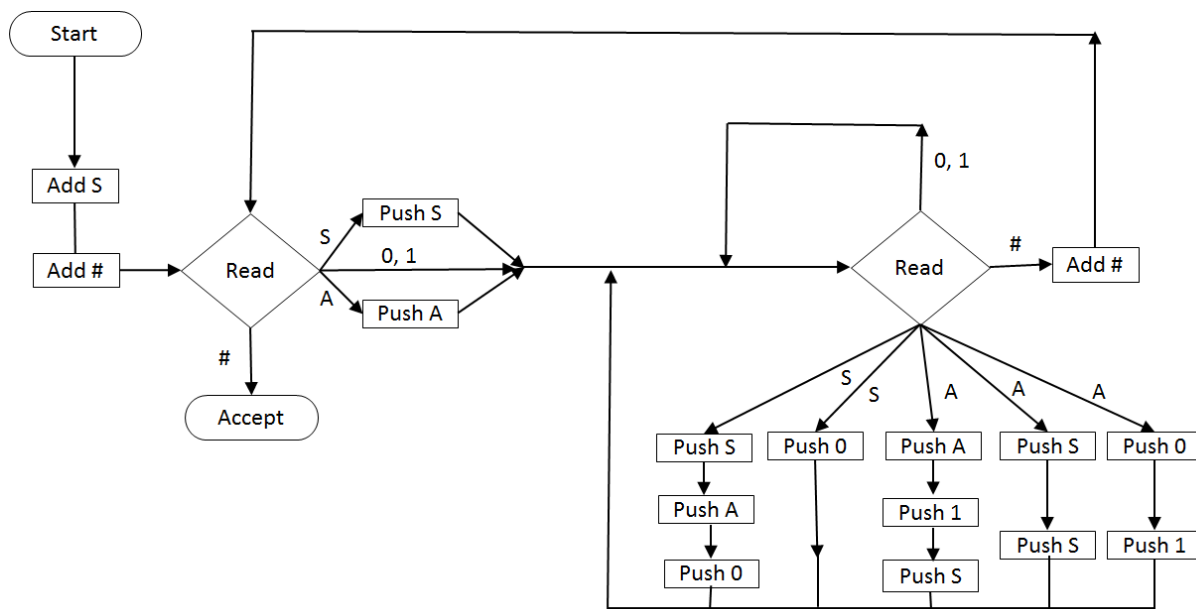 Start
Add S
Add #
Read
S
Push S
0, 1
A
Push A
#
Accept
0, 1
Read
#
Add #
S
S
A
A
A
Push S
Push 0
Push A
Push S
Push 0
Push A
Push 1
Push S
Push 1
Push 0
Push S